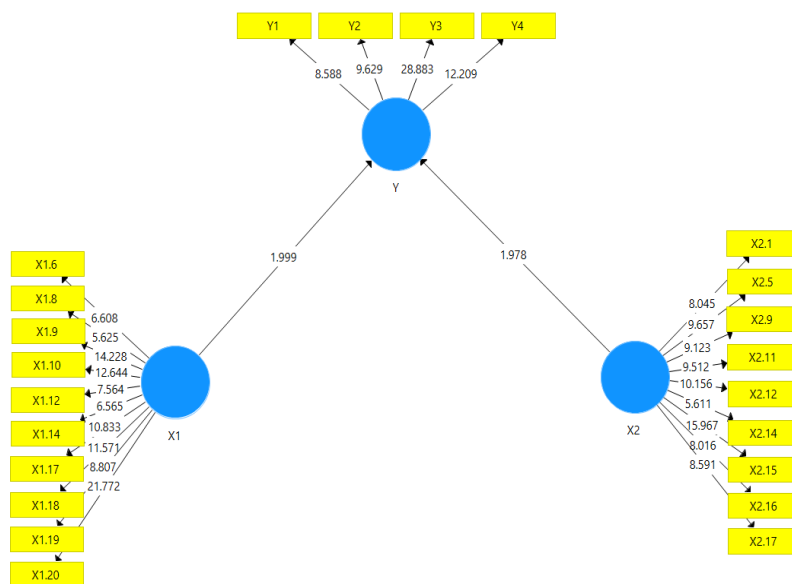 Y1 Y2 Y3 Y4
8.588 9.629 28.883 12.209
Y
1.999 1.978
X1.6
X1.8
X1.9
X1.10
X1.12
X1.14
X1.17
X1.18
X1.19
X1.20
6.608
5.625
14.228
12.644
7.564
6.565
10.833
11.571
8.807
21.772
X1
X2
8.045
9.657
9.123
9.512
10.156
5.611
15.967
8.016
8.591
X2.1
X2.5
X2.9
X2.11
X2.12
X2.14
X2.15
X2.16
X2.17